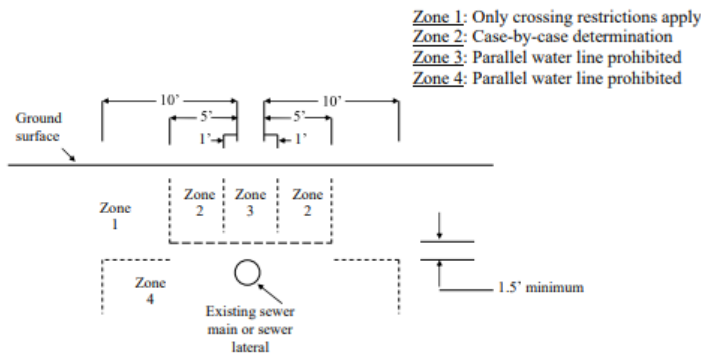 Zone 1: Only crossing restrictions apply
Zone 2: Case-by-case determination
Zone 3: Parallel water line prohibited
Zone 4: Parallel water line prohibited
10'
10'
5'
5'
1'
1'
Ground
surface
Zone
1
Zone
2
Zone
3
Zone
2
Zone
4
1.5' minimum
Existing sewer
main or sewer
lateral